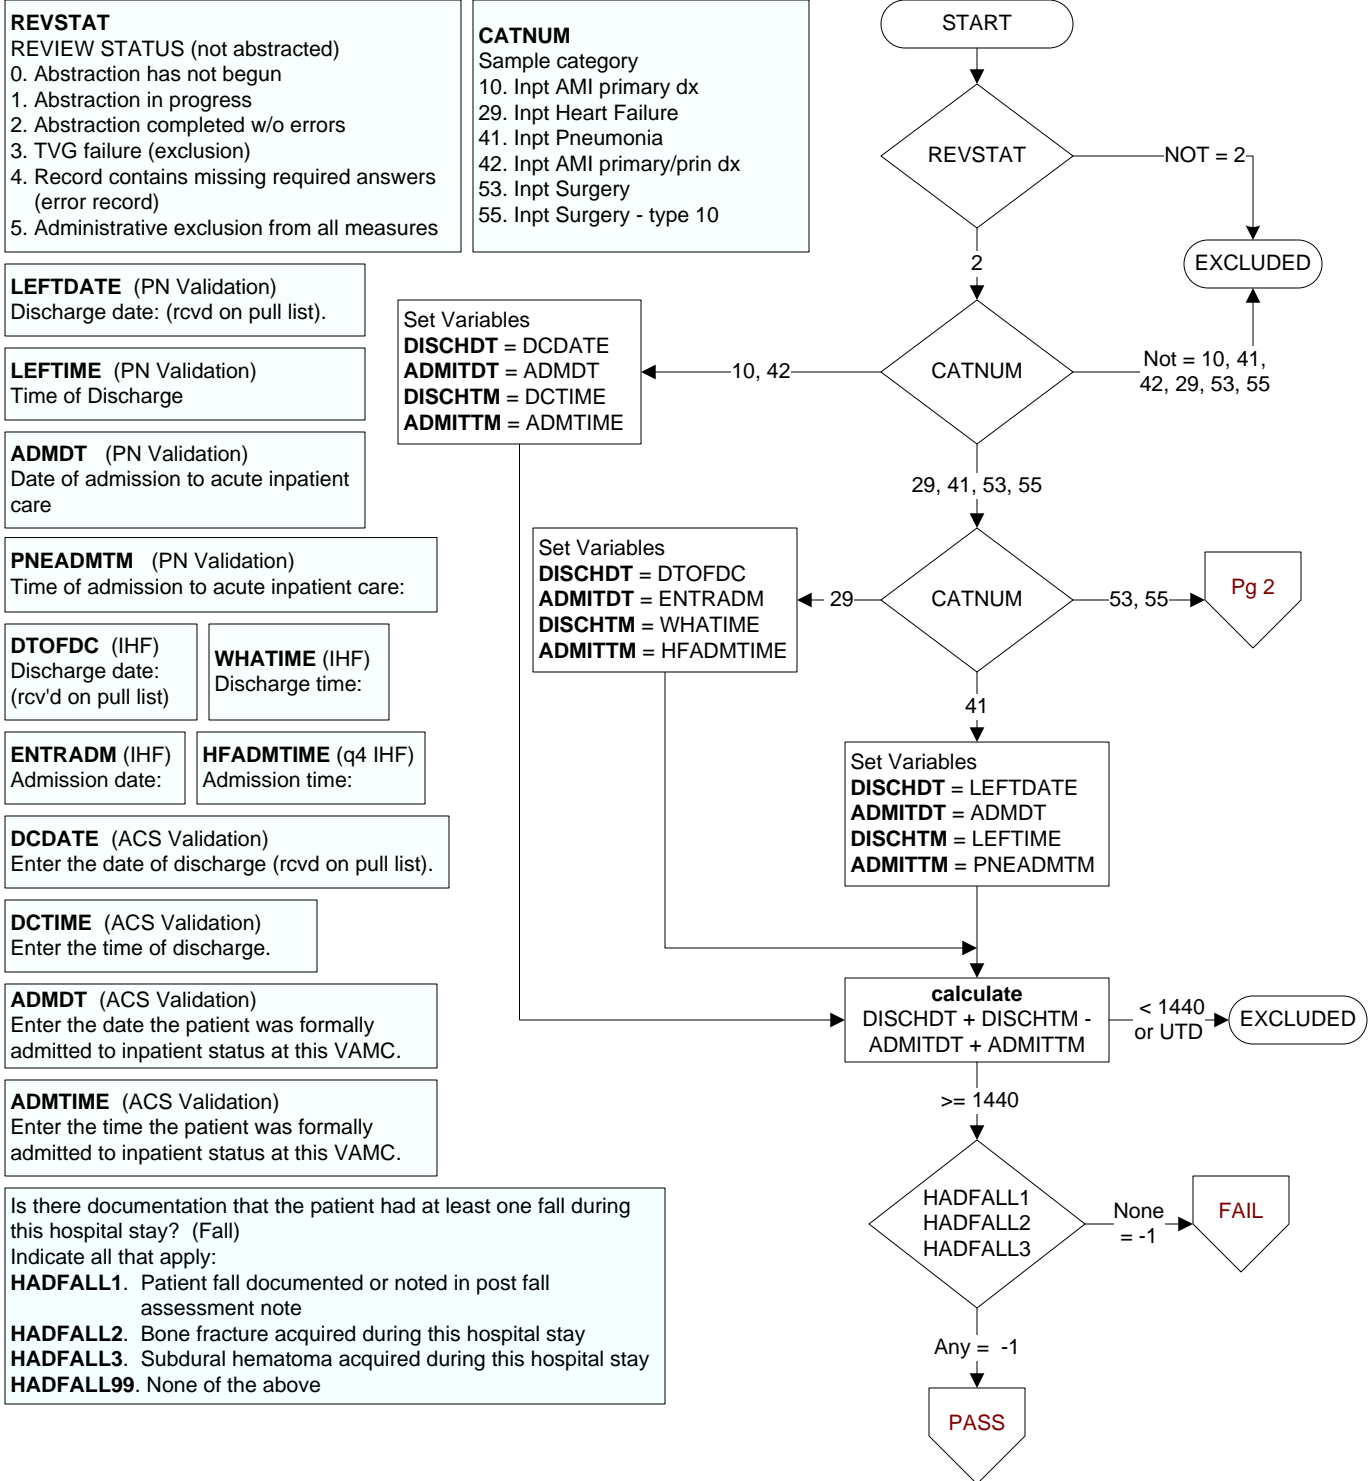 REVSTAT
REVIEW STATUS (not abstracted)
0. Abstraction has not begun
1. Abstraction in progress
2. Abstraction completed w/o errors
3. TVG failure (exclusion)
4. Record contains missing required answers
(error record)
5. Administrative exclusion from all measures
CATNUM
Sample category
10. Inpt AMI primary dx
29. Inpt Heart Failure
41. Inpt Pneumonia
42. Inpt AMI primary/prin dx
53. Inpt Surgery
55. Inpt Surgery - type 10
LEFTDATE (PN Validation)
Discharge date: (rcvd on pull list).
LEFTIME (PN Validation)
Time of Discharge
ADMDT (PN Validation)
Date of admission to acute inpatient
care
PNEADMTM (PN Validation)
Time of admission to acute inpatient care:
DTOFDC (IHF)
Discharge date:
(rcv'd on pull list)
WHATIME (IHF)
Discharge time:
ENTRADM (IHF)
Admission date:
HFADMTIME (q4 IHF)
Admission time:
DCDATE (ACS Validation)
Enter the date of discharge (rcvd on pull list).
DCTIME (ACS Validation)
Enter the time of discharge.
ADMDT (ACS Validation)
Enter the date the patient was formally
admitted to inpatient status at this VAMC.
ADMTIME (ACS Validation)
Enter the time the patient was formally
admitted to inpatient status at this VAMC.
Is there documentation that the patient had at least one fall during
this hospital stay? (Fall)
Indicate all that apply:
HADFALL1. Patient fall documented or noted in post fall
assessment note
HADFALL2. Bone fracture acquired during this hospital stay
HADFALL3. Subdural hematoma acquired during this hospital stay
HADFALL99. None of the above
START
REVSTAT
NOT = 2
EXCLUDED
2
CATNUM
Not = 10, 41,
42, 29, 53, 55
10, 42
Set Variables
DISCHDT = DCDATE
ADMITDT = ADMDT
DISCHTM = DCTIME
ADMITTM = ADMTIME
29, 41, 53, 55
CATNUM
53, 55
Pg 2
29
Set Variables
DISCHDT = DTOFDC
ADMITDT = ENTRADM
DISCHTM = WHATIME
ADMITTM = HFADMTIME
41
Set Variables
DISCHDT = LEFTDATE
ADMITDT = ADMDT
DISCHTM = LEFTIME
ADMITTM = PNEADMTM
calculate
DISCHDT + DISCHTM -
ADMITDT + ADMITTM
< 1440
or UTD
EXCLUDED
>= 1440
HADFALL1
HADFALL2
HADFALL3
None
= -1
FAIL
Any = -1
PASS